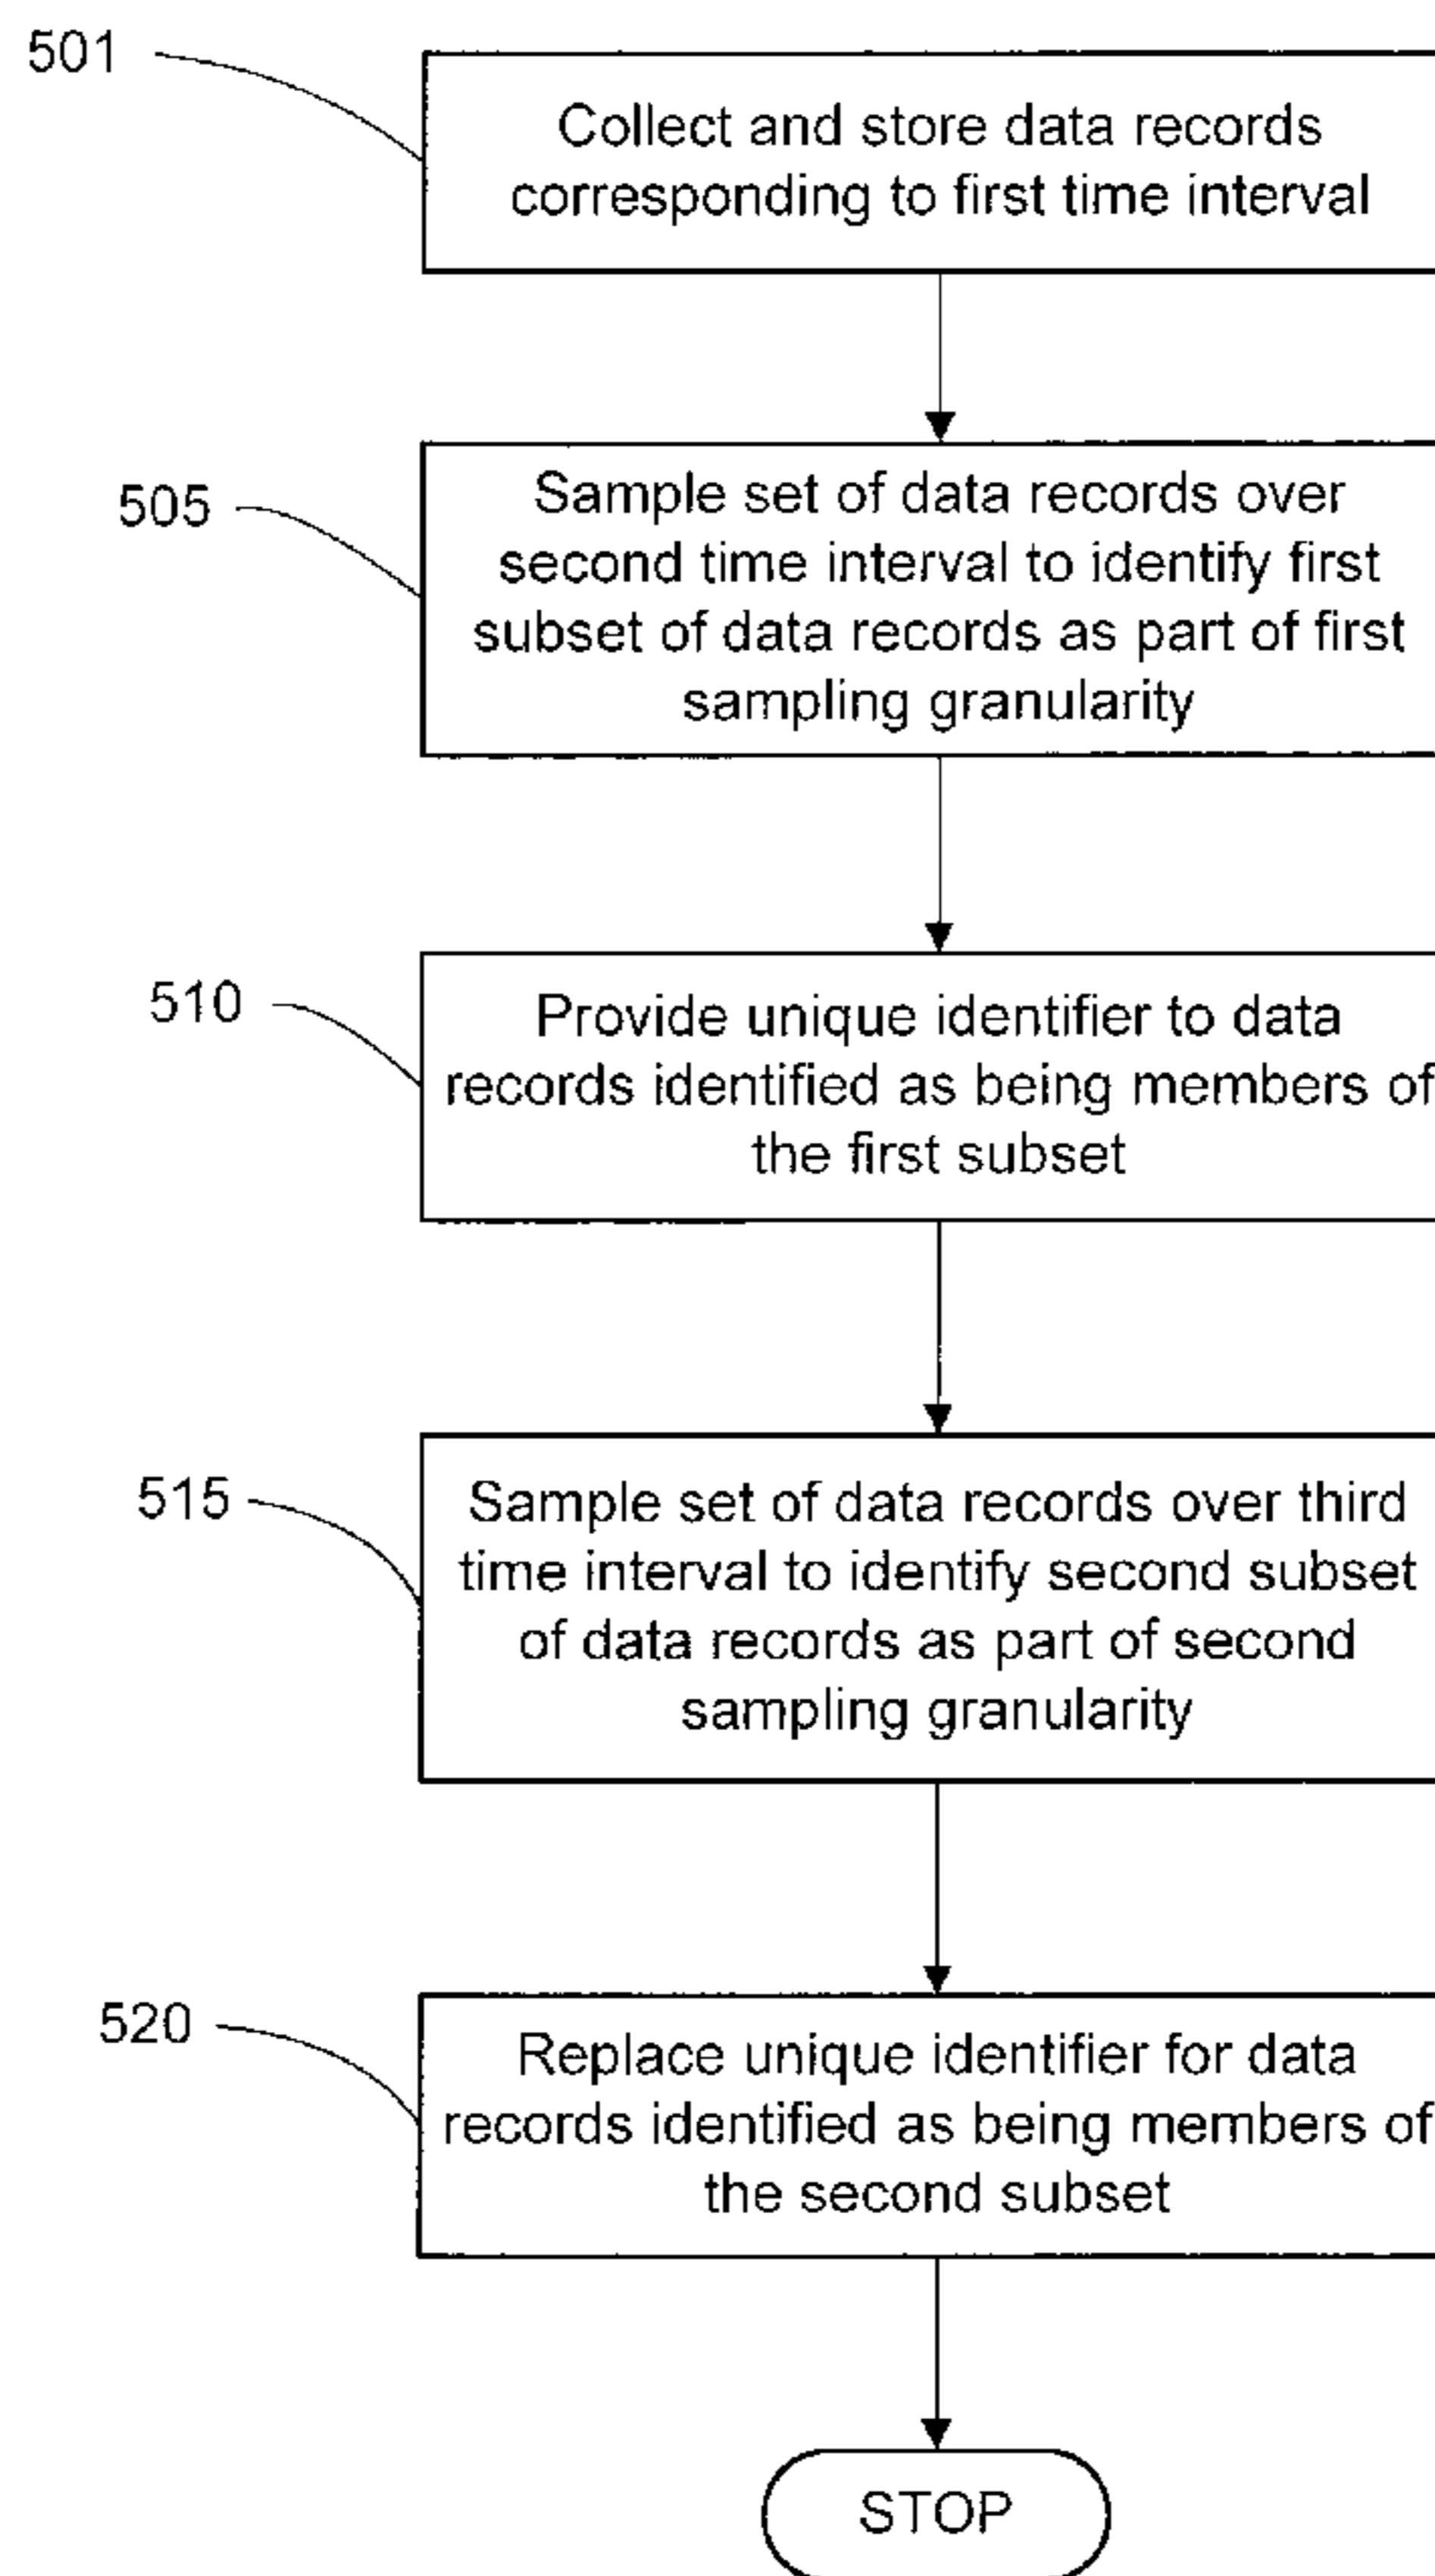 501
Collect and store data records
corresponding to first time interval
505
Sample set of data records over
second time interval to identify first
subset of data records as part of first
sampling granularity
510
Provide unique identifier to data
records identified as being members of
the first subset
515
Sample set of data records over third
time interval to identify second subset
of data records as part of second
sampling granularity
520
Replace unique identifier for data
records identified as being members of
the second subset
STOP